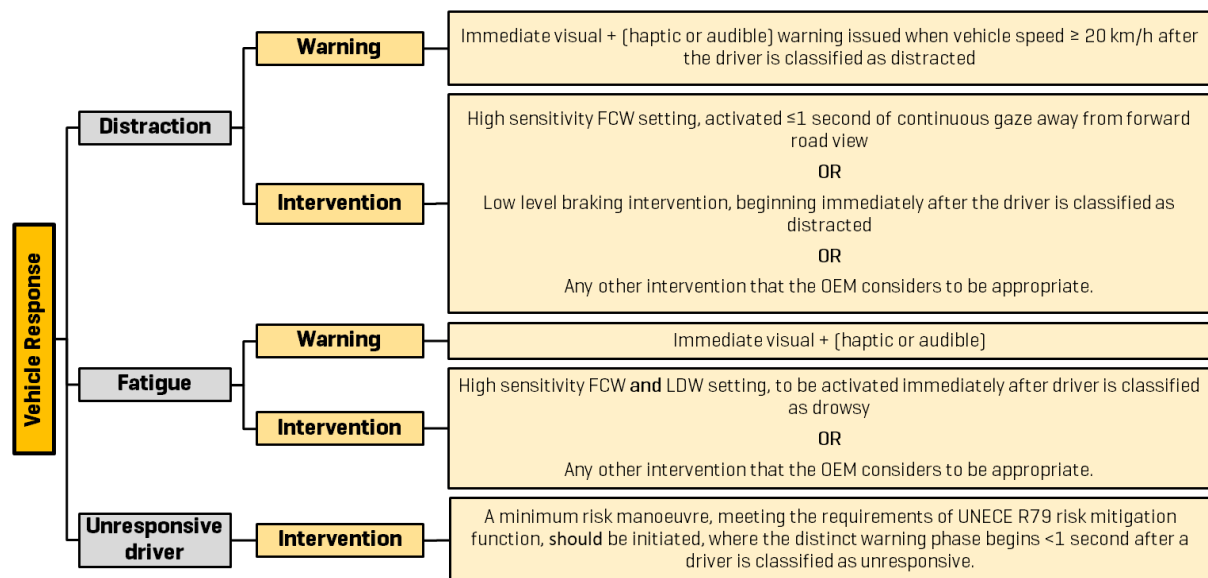 Vehicle Response
Distraction
Warning
Immediate visual + (haptic or audible) warning issued when vehicle speed ≥ 20 km/h after
the driver is classified as distracted
Intervention
High sensitivity FCW setting, activated ≤1 second of continuous gaze away from forward
road view
OR
Low level braking intervention, beginning immediately after the driver is classified as
distracted
OR
Any other intervention that the OEM considers to be appropriate.
Fatigue
Warning
Immediate visual + (haptic or audible)
Intervention
High sensitivity FCW and LDW setting, to be activated immediately after driver is classified
as drowsy
OR
Any other intervention that the OEM considers to be appropriate.
Unresponsive
driver
Intervention
A minimum risk manoeuvre, meeting the requirements of UNECE R79 risk mitigation
function, should be initiated, where the distinct warning phase begins <1 second after a
driver is classified as unresponsive.